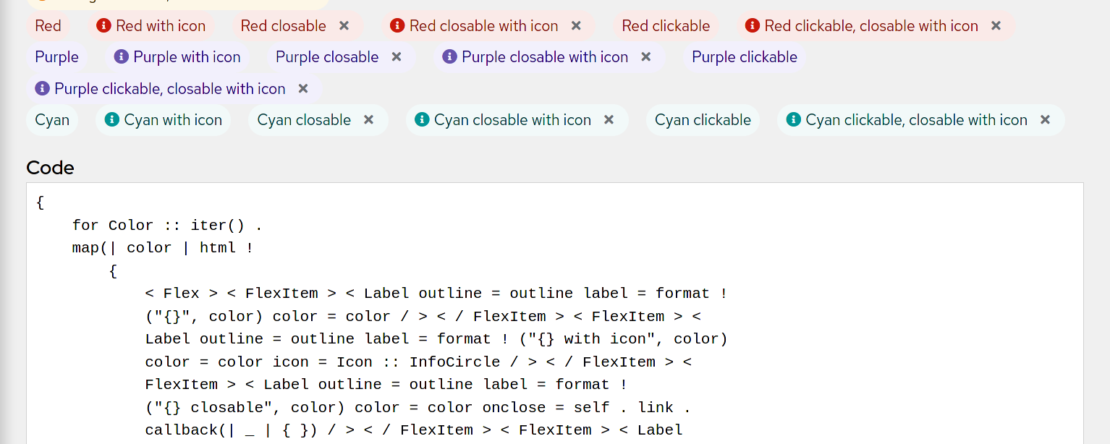 Red Red with icon Red closable × Red closable with icon × Red clickable Red clickable, closable with icon ×
Purple Purple with icon Purple closable × Purple closable with icon × Purple clickable
Purple clickable, closable with icon ×
Cyan Cyan with icon Cyan closable × Cyan closable with icon × Cyan clickable Cyan clickable, closable with icon ×
Code
{
for Color :: iter() .
map(| color | html !
{
< Flex > < FlexItem > < Label outline = outline label = format !
("{}", color) color = color / > < / FlexItem > < FlexItem > <
Label outline = outline label = format ! ("{} with icon", color)
color = color icon = Icon :: InfoCircle / > < / FlexItem > <
FlexItem > < Label outline = outline label = format !
("{} closable", color) color = color onclose = self . link .
callback(| _ | { }) / > < / FlexItem > < FlexItem > < Label